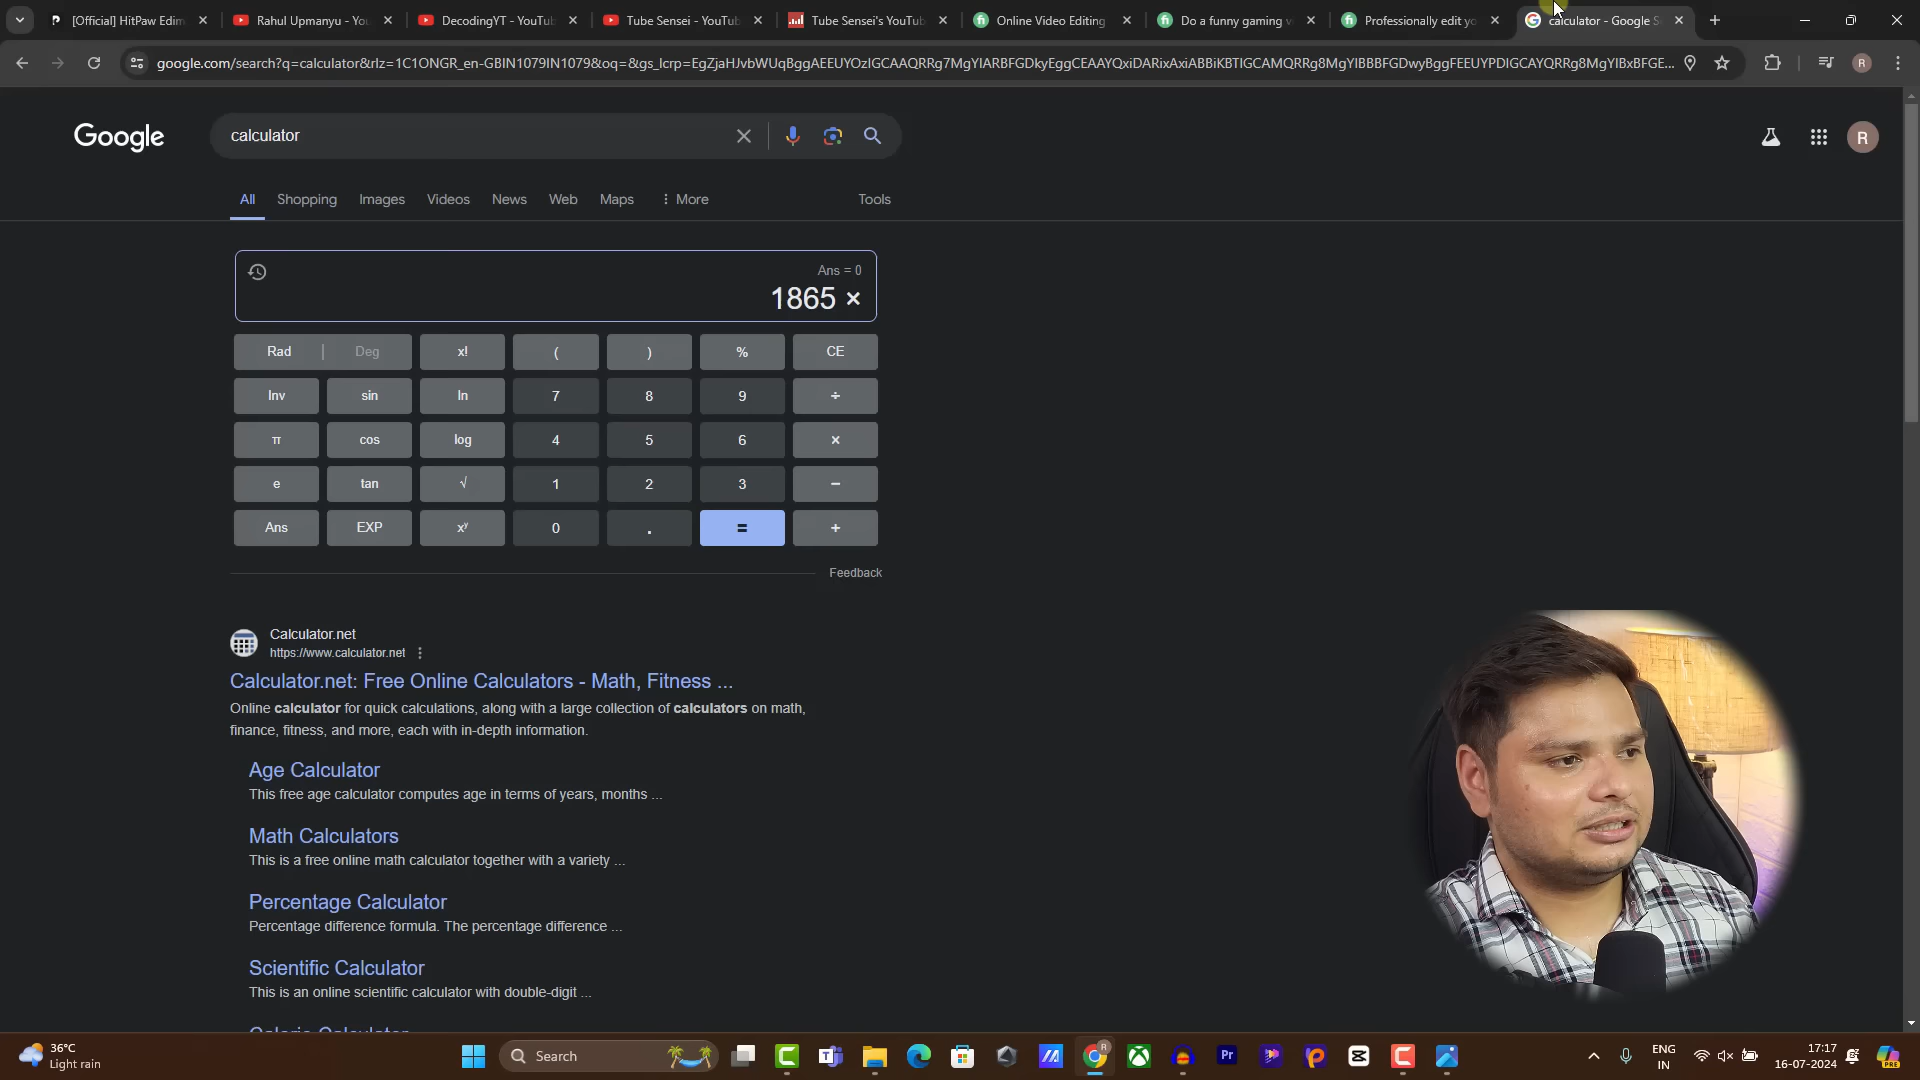 [Official] HitPaw Edim
Rahul Upmanyu - You
DecodingYT - YouTub
Tube Sensei - YouTub
Tube Sensei's YouTub
Online Video Editing
Do a funny gaming v
Professionally edit yo
calculator - Google S
google.com/search?q=calculator&rlz=1C1ONGR_en-GBIN1079IN1079&oq=&gs_lcrp=EgZjaHJvbWUqBggAEEUYOzIGCAAQRRg7MgYIARBFGDkyEggCEAAYQxiDARixAxiABBiKBTIGCAMQRRg8MgYIBBBFGDwyBggFEEUYPDIGCAYQRRg8MgYIBxBFGE...
R
Google
calculator
R
All Shopping Images Videos News Web Maps More Tools
Ans = 0
1865 ×
Rad | Deg x! ( ) % CE
Inv sin ln 7 8 9 ÷
π cos log 4 5 6 ×
e tan √ 1 2 3 −
Ans EXP xʸ 0 . = +
Feedback
Calculator.net
https://www.calculator.net
Calculator.net: Free Online Calculators - Math, Fitness ...
Online calculator for quick calculations, along with a large collection of calculators on math,
finance, fitness, and more, each with in-depth information.
Age Calculator
This free age calculator computes age in terms of years, months ...
Math Calculators
This is a free online math calculator together with a variety ...
Percentage Calculator
Percentage difference formula. The percentage difference ...
Scientific Calculator
This is an online scientific calculator with double-digit ...
Calorie Calculator
36°C
Light rain
Search
Pr
ENG
IN
17:17
16-07-2024